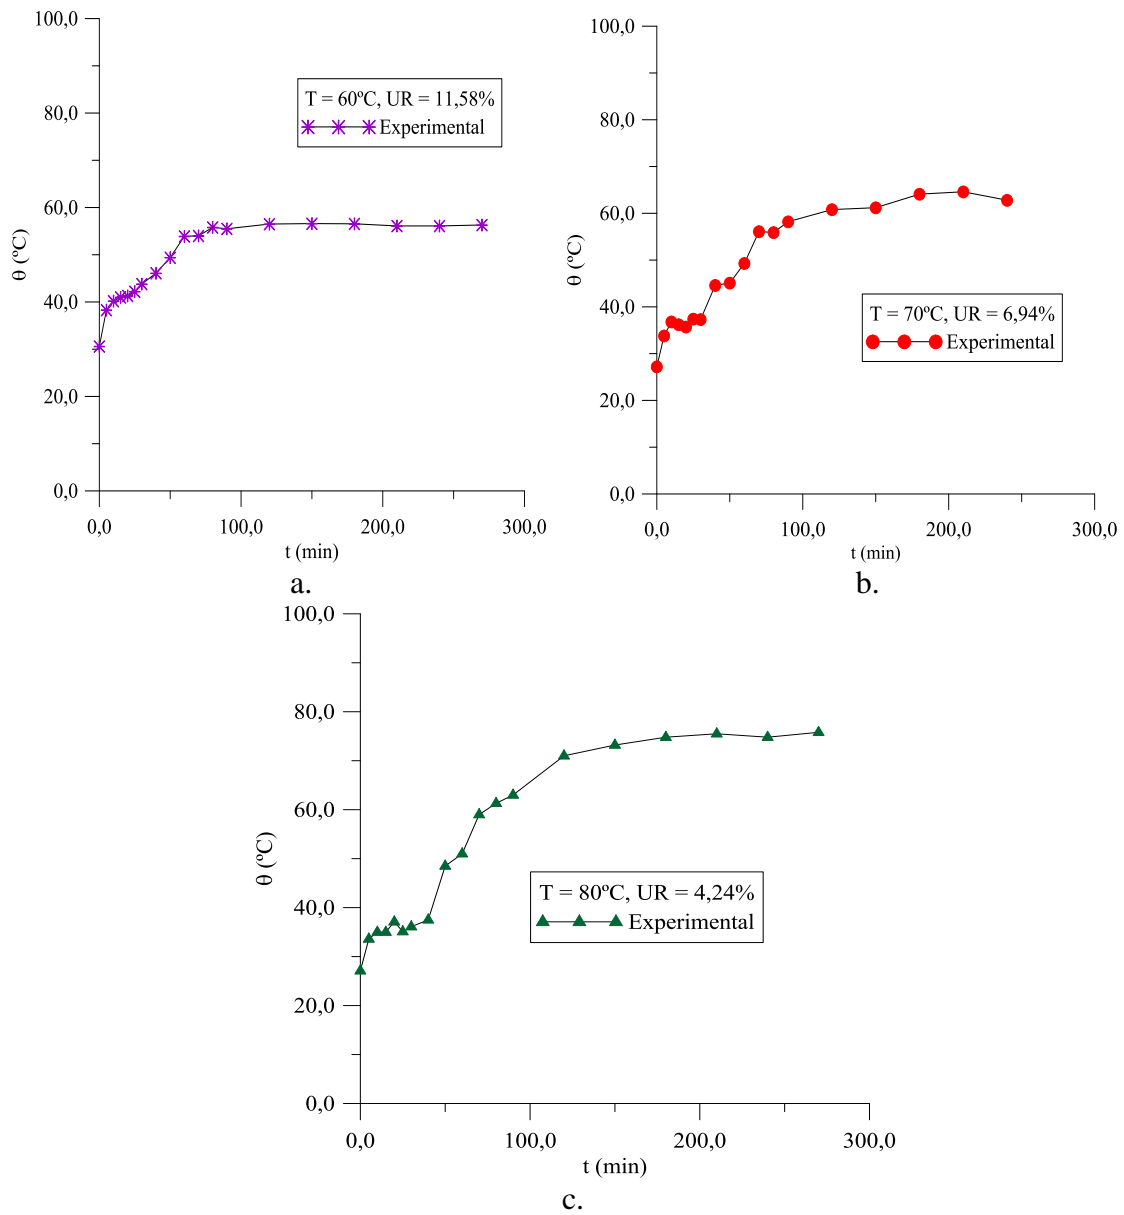 100,0
80,0
60,0
40,0
20,0
0,0
θ (ºC)
T = 60ºC, UR = 11,58%
Experimental
0,0 100,0 200,0 300,0
t (min)
a.
100,0
80,0
60,0
40,0
20,0
0,0
θ (ºC)
T = 70ºC, UR = 6,94%
Experimental
0,0 100,0 200,0 300,0
t (min)
b.
100,0
80,0
60,0
40,0
20,0
0,0
θ (ºC)
T = 80ºC, UR = 4,24%
Experimental
0,0 100,0 200,0 300,0
t (min)
c.